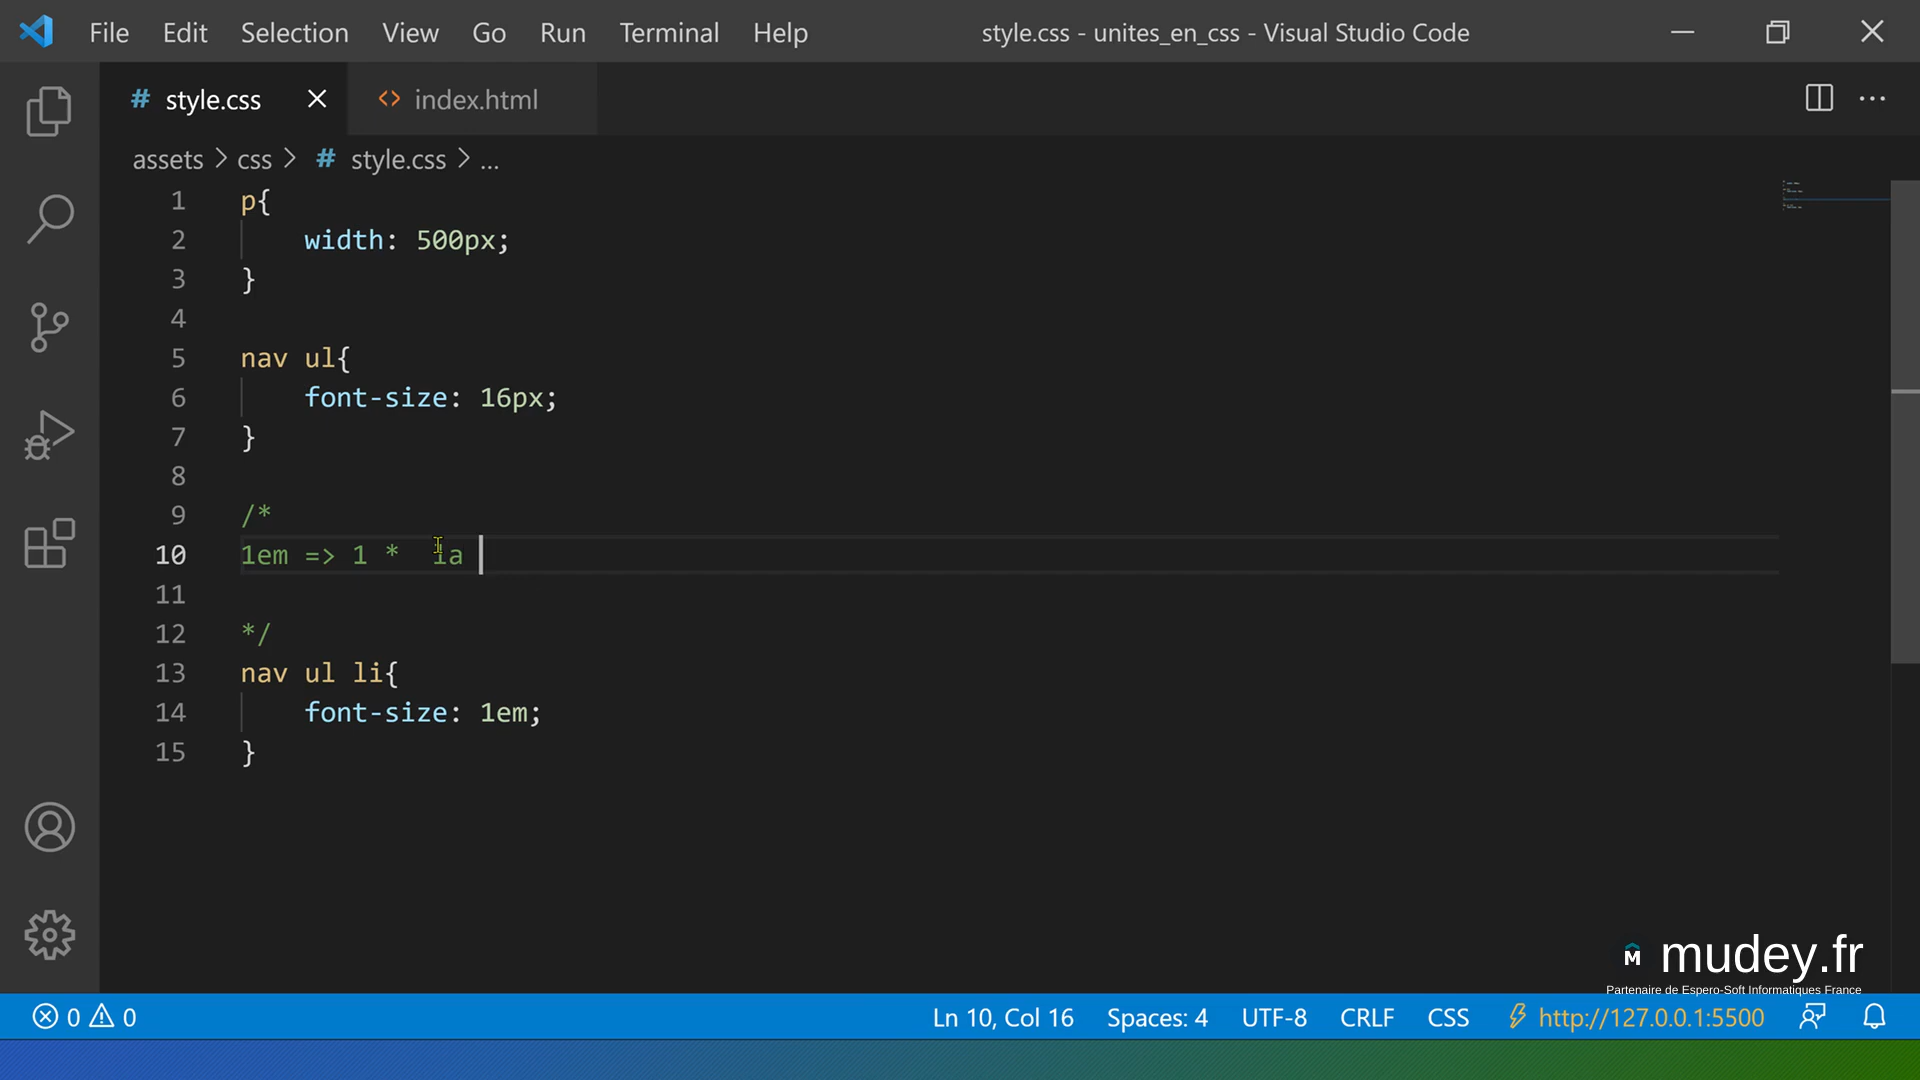 File Edit Selection View Go Run Terminal Help style.css - unites_en_css - Visual Studio Code
# style.css index.html
assets > css > # style.css > ...
1 p{
2 width: 500px;
3 }
4
5 nav ul{
6 font-size: 16px;
7 }
8
9 /*
10 1em => 1 * la
11
12 */
13 nav ul li{
14 font-size: 1em;
15 }
M mudey.fr
Partenaire de Espero-Soft Informatiques France
0 0 Ln 10, Col 16 Spaces: 4 UTF-8 CRLF CSS http://127.0.0.1:5500